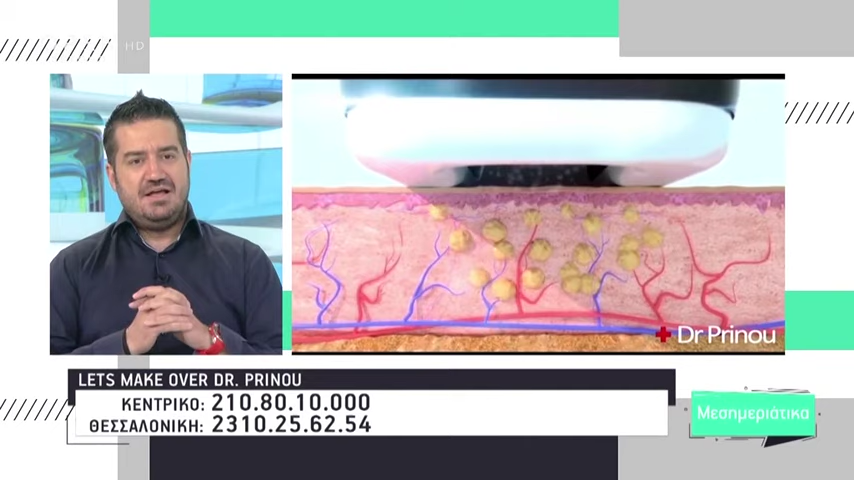 HD
Dr Prinou
LETS MAKE OVER DR. PRINOU
ΚΕΝΤΡΙΚΟ: 210.80.10.000
ΘΕΣΣΑΛΟΝΙΚΗ: 2310.25.62.54
Μεσημεριάτικα